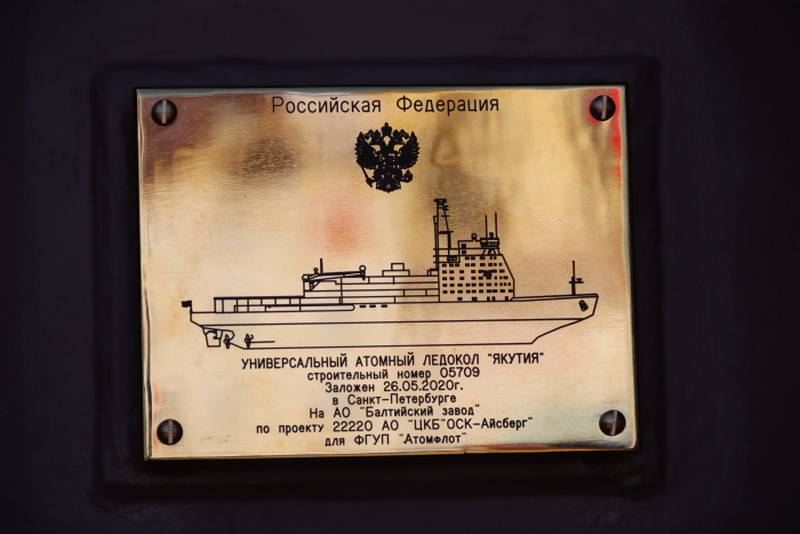 Российская Федерация
УНИВЕРСАЛЬНЫЙ АТОМНЫЙ ЛЕДОКОЛ "ЯКУТИЯ"
строительный номер 05709
Заложен 26.05.2020г.
в Санкт-Петербурге
На АО "Балтийский завод"
по проекту 22220 АО "ЦКБ"ОСК-Айсберг"
для ФГУП "Атомфлот"